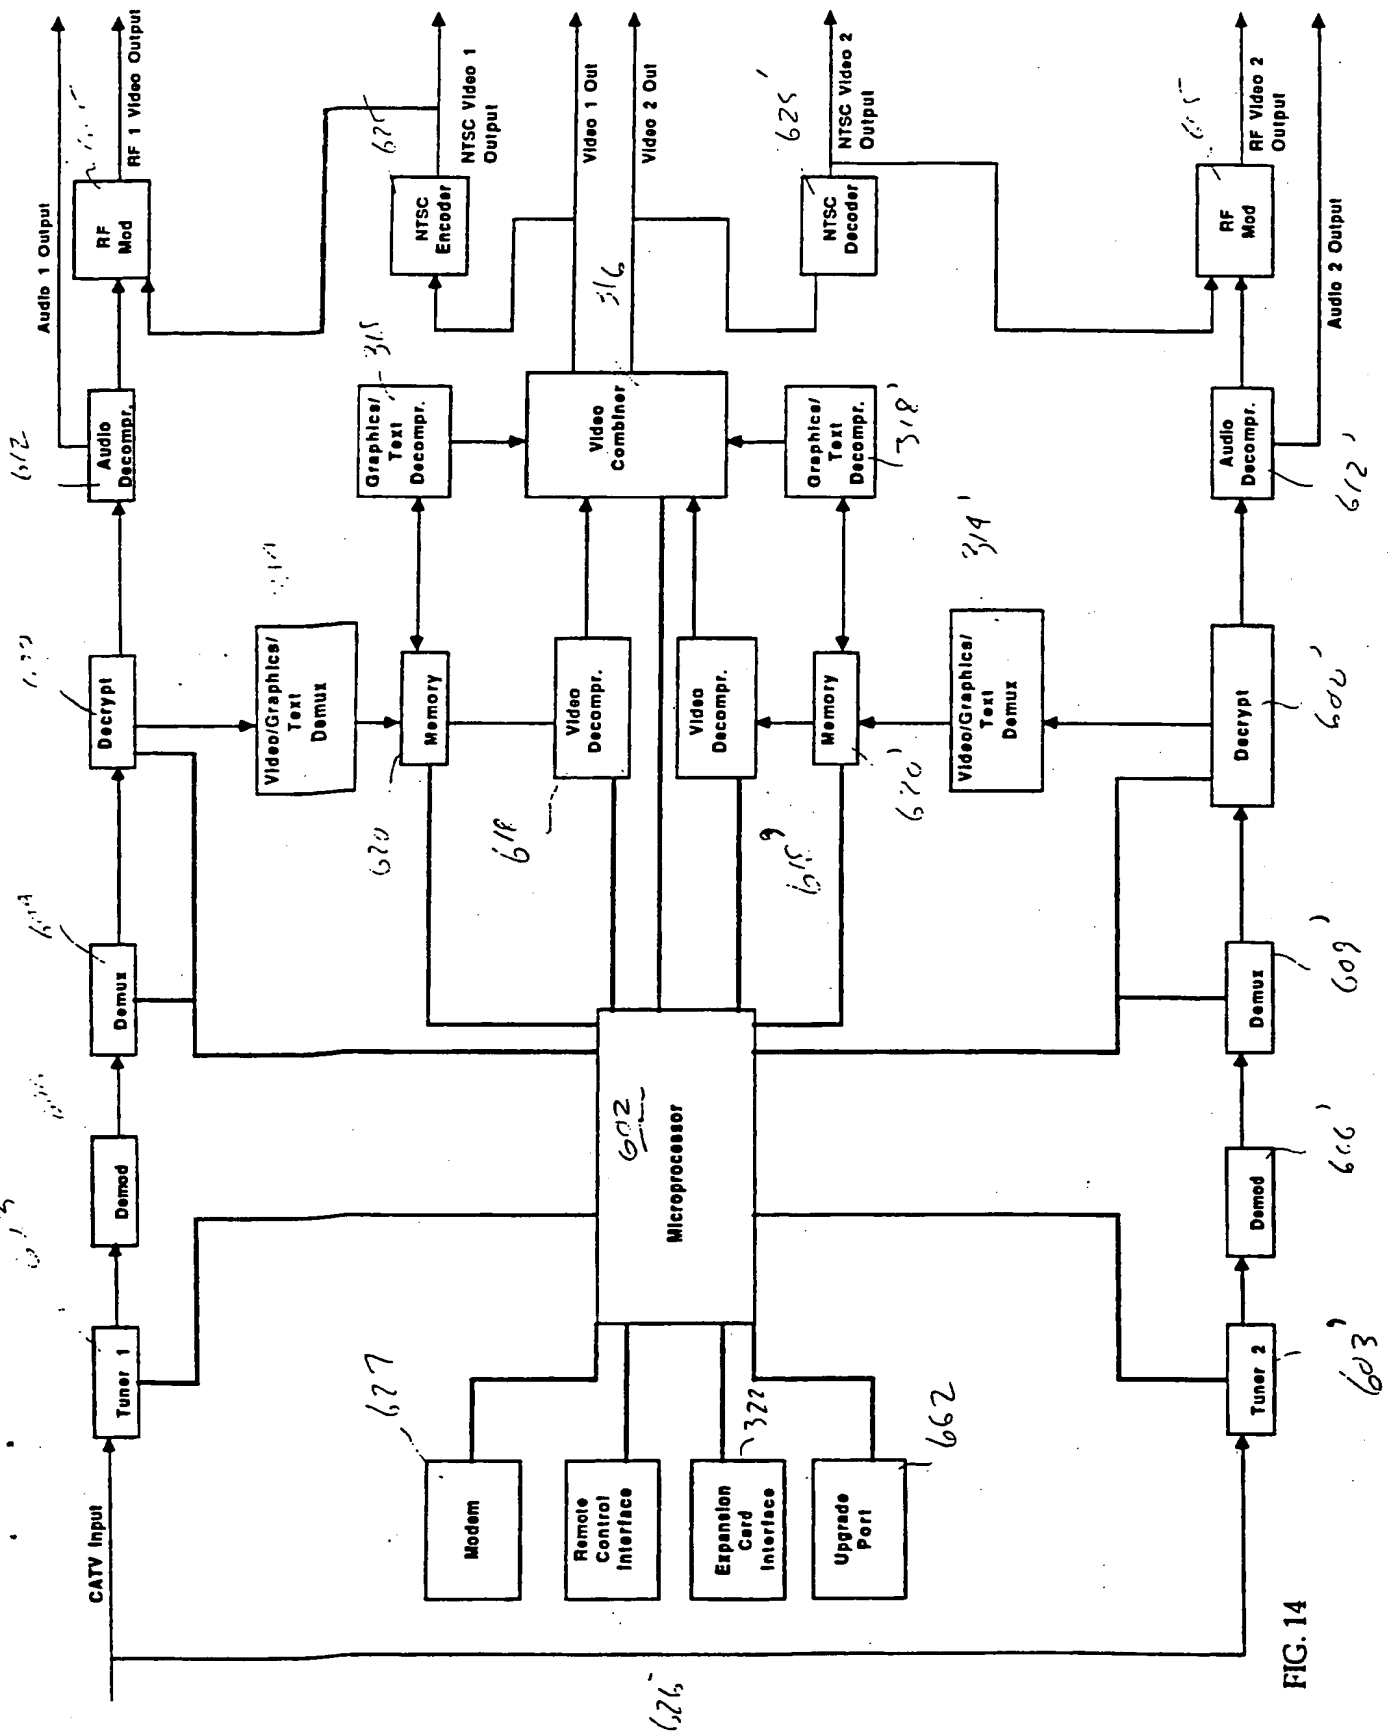 CATV Input
Tuner 1
Demod
Demux
Decrypt
612
Audio
Decompr.
Audio 1 Output
RF
Mod
RF 1 Video Output
Video/Graphics/
Text
Demux
Memory
620
Graphics/
Text
Decompr.
NTSC
Encoder
NTSC Video 1
Output
Modem
627
Remote
Control
Interface
Expansion
Card
Interface
322
Upgrade
Port
662
Microprocessor
602
Video
Decompr.
618
Video
Decompr.
Video
Combiner
316
Video 1 Out
Video 2 Out
Memory
620'
Graphics/
Text
Decompr.
318'
NTSC
Decoder
625'
NTSC Video 2
Output
Video/Graphics/
Text
Demux
314'
Tuner 2
603'
Demod
606'
Demux
609'
Decrypt
600'
Audio
Decompr.
612'
RF
Mod
RF Video 2
Output
Audio 2 Output
FIG. 14